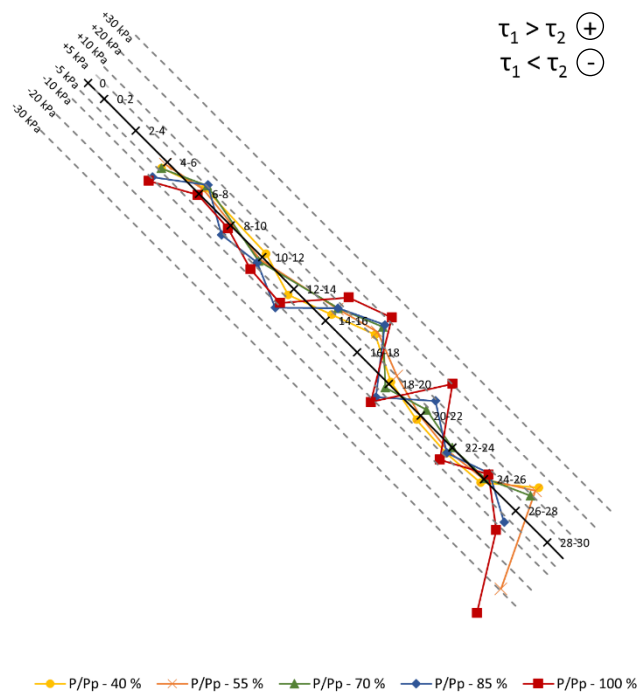 τ1 > τ2 +
τ1 < τ2 -
+30 kPa
+20 kPa
+10 kPa
+5 kPa
-5 kPa
-10 kPa
-20 kPa
-30 kPa
0
0-2
2-4
4-6
6-8
8-10
10-12
12-14
14-16
16-18
18-20
20-22
22-24
24-26
26-28
28-30
P/Pp - 40 % P/Pp - 55 % P/Pp - 70 % P/Pp - 85 % P/Pp - 100 %